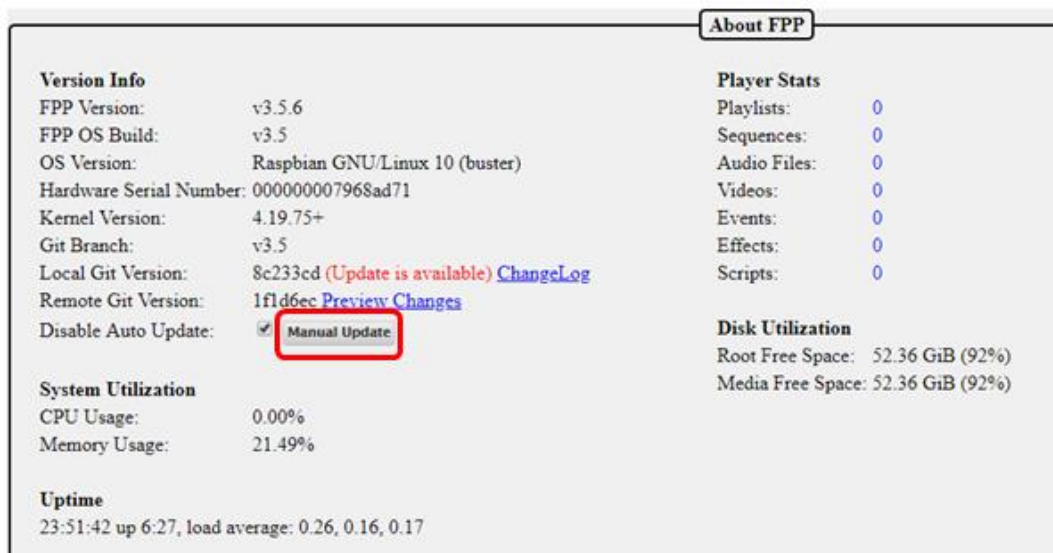 About FPP
Version Info
FPP Version: v3.5.6
FPP OS Build: v3.5
OS Version: Raspbian GNU/Linux 10 (buster)
Hardware Serial Number: 000000007968ad71
Kernel Version: 4.19.75+
Git Branch: v3.5
Local Git Version: 8c233cd (Update is available) ChangeLog
Remote Git Version: 1f1d6ec Preview Changes
Disable Auto Update: Manual Update
System Utilization
CPU Usage: 0.00%
Memory Usage: 21.49%
Uptime
23:51:42 up 6:27, load average: 0.26, 0.16, 0.17
Player Stats
Playlists: 0
Sequences: 0
Audio Files: 0
Videos: 0
Events: 0
Effects: 0
Scripts: 0
Disk Utilization
Root Free Space: 52.36 GiB (92%)
Media Free Space: 52.36 GiB (92%)